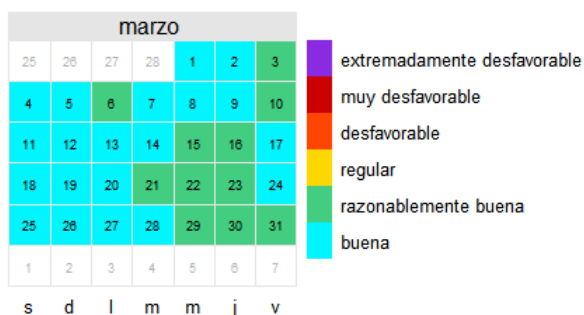 marzo
25 26 27 28 1 2 3
4 5 6 7 8 9 10
11 12 13 14 15 16 17
18 19 20 21 22 23 24
25 26 27 28 29 30 31
1 2 3 4 5 6 7
s d l m m j v
extremadamente desfavorable
muy desfavorable
desfavorable
regular
razonablemente buena
buena